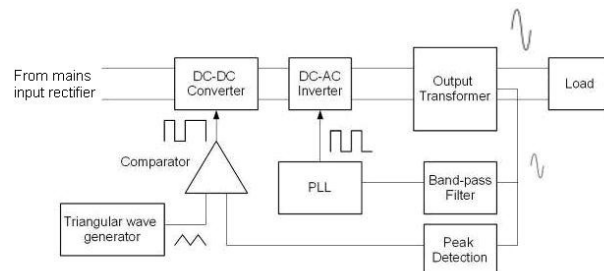 From mains
input rectifier
DC-DC
Converter
DC-AC
Inverter
Output
Transformer
Load
Comparator
PLL
Band-pass
Filter
Triangular wave
generator
Peak
Detection